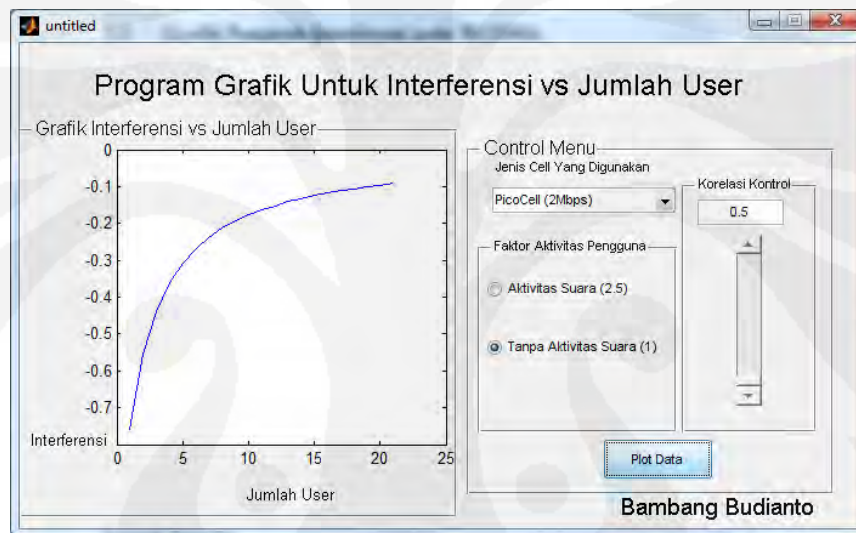 untitled
Program Grafik Untuk Interferensi vs Jumlah User
Grafik Interferensi vs Jumlah User
0
-0.1
-0.2
-0.3
-0.4
-0.5
-0.6
-0.7
Interferensi
0 5 10 15 20 25
Jumlah User
Control Menu
Jenis Cell Yang Digunakan
PicoCell (2Mbps)
Faktor Aktivitas Pengguna
Aktivitas Suara (2.5)
Tanpa Aktivitas Suara (1)
Korelasi Kontrol
0.5
Plot Data
Bambang Budianto